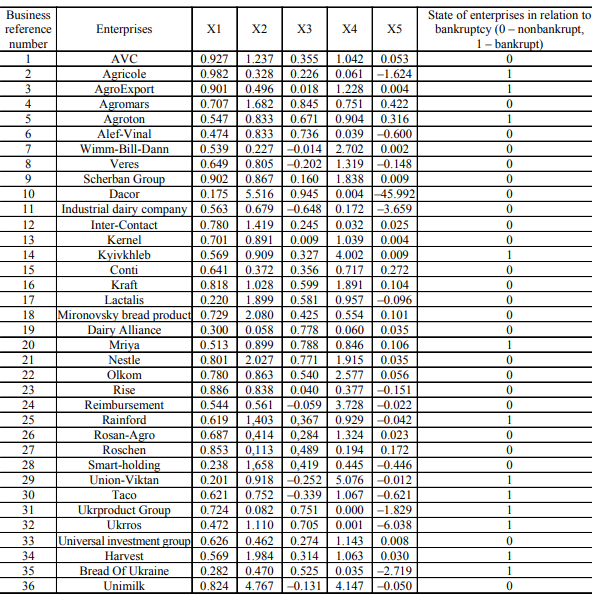 Business reference number Enterprises X1 X2 X3 X4 X5 State of enterprises in relation to bankruptcy (0 – nonbankrupt, 1 – bankrupt)
1 AVC 0.927 1.237 0.355 1.042 0.053 0
2 Agricole 0.982 0.328 0.226 0.061 –1.624 1
3 AgroExport 0.901 0.496 0.018 1.228 0.004 1
4 Agromars 0.707 1.682 0.845 0.751 0.422 0
5 Agroton 0.547 0.833 0.671 0.904 0.316 1
6 Alef-Vinal 0.474 0.833 0.736 0.039 –0.600 0
7 Wimm-Bill-Dann 0.539 0.227 –0.014 2.702 0.002 0
8 Veres 0.649 0.805 –0.202 1.319 –0.148 0
9 Scherban Group 0.902 0.867 0.160 1.838 0.009 0
10 Dacor 0.175 5.516 0.945 0.004 –45.992 0
11 Industrial dairy company 0.563 0.679 –0.648 0.172 –3.659 0
12 Inter-Contact 0.780 1.419 0.245 0.032 0.025 0
13 Kernel 0.701 0.891 0.009 1.039 0.004 0
14 Kyivkhleb 0.569 0.909 0.327 4.002 0.009 1
15 Conti 0.641 0.372 0.356 0.717 0.272 0
16 Kraft 0.818 1.028 0.599 1.891 0.104 0
17 Lactalis 0.220 1.899 0.581 0.957 –0.096 0
18 Mironovsky bread product 0.729 2.080 0.425 0.554 0.101 0
19 Dairy Alliance 0.300 0.058 0.778 0.060 0.035 0
20 Mriya 0.513 0.899 0.788 0.846 0.106 1
21 Nestle 0.801 2.027 0.771 1.915 0.035 0
22 Olkom 0.780 0.863 0.540 2.577 0.056 0
23 Rise 0.886 0.838 0.040 0.377 –0.151 0
24 Reimbursement 0.544 0.561 –0.059 3.728 –0.022 0
25 Rainford 0.619 1,403 0,367 0.929 –0.042 1
26 Rosan-Agro 0.687 0,414 0,284 1.324 0.023 0
27 Roschen 0.853 0,113 0,489 0.194 0.172 0
28 Smart-holding 0.238 1,658 0,419 0.445 –0.446 0
29 Union-Viktan 0.201 0.918 –0.252 5.076 –0.012 1
30 Taco 0.621 0.752 –0.339 1.067 –0.621 1
31 Ukrproduct Group 0.724 0.082 0.751 0.000 –1.829 1
32 Ukrros 0.472 1.110 0.705 0.001 –6.038 1
33 Universal investment group 0.626 0.462 0.274 1.143 0.008 0
34 Harvest 0.569 1.984 0.314 1.063 0.030 1
35 Bread Of Ukraine 0.282 0.470 0.525 0.035 –2.719 1
36 Unimilk 0.824 4.767 –0.131 4.147 –0.050 0